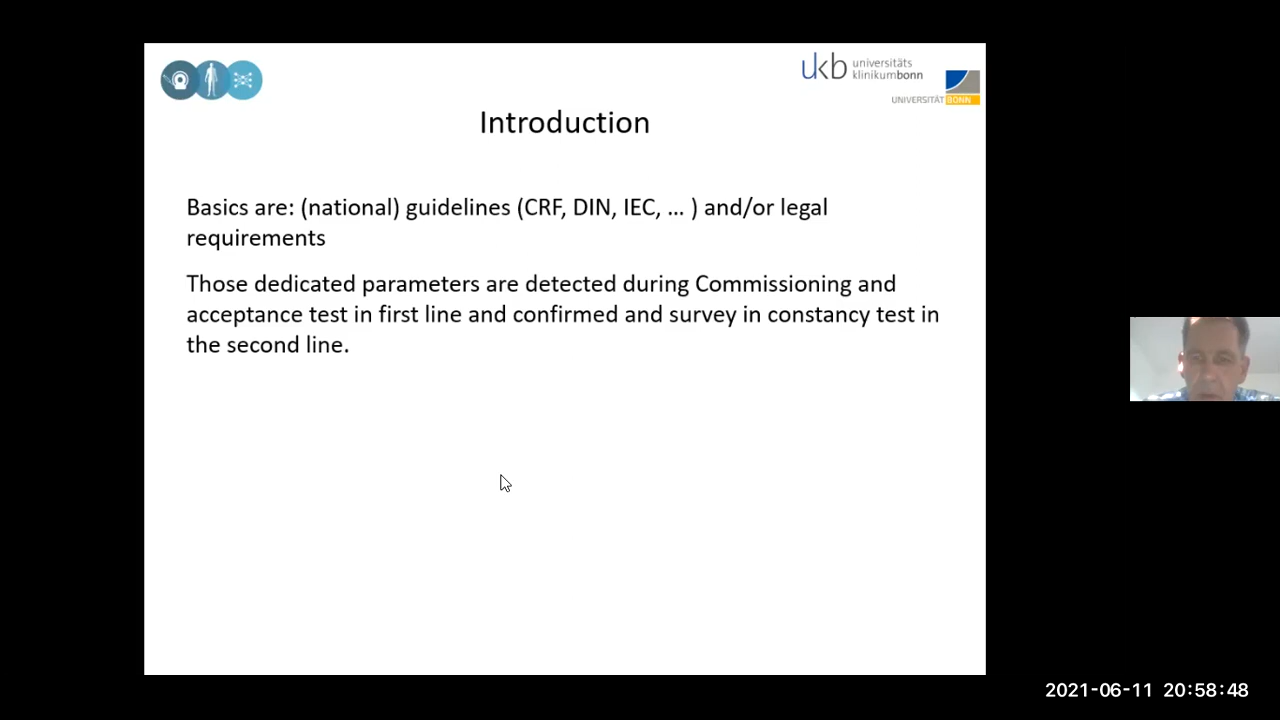 ukb universitäts
klinikumbonn
UNIVERSITÄT BONN
Introduction
Basics are: (national) guidelines (CRF, DIN, IEC, ... ) and/or legal
requirements
Those dedicated parameters are detected during Commissioning and
acceptance test in first line and confirmed and survey in constancy test in
the second line.
2021-06-11 20:58:48